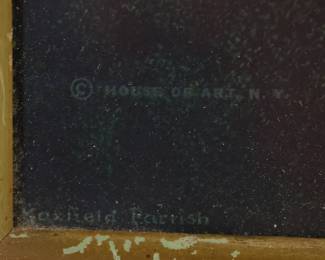 © HOUSE OF ART, N. Y.
Maxfield Parrish